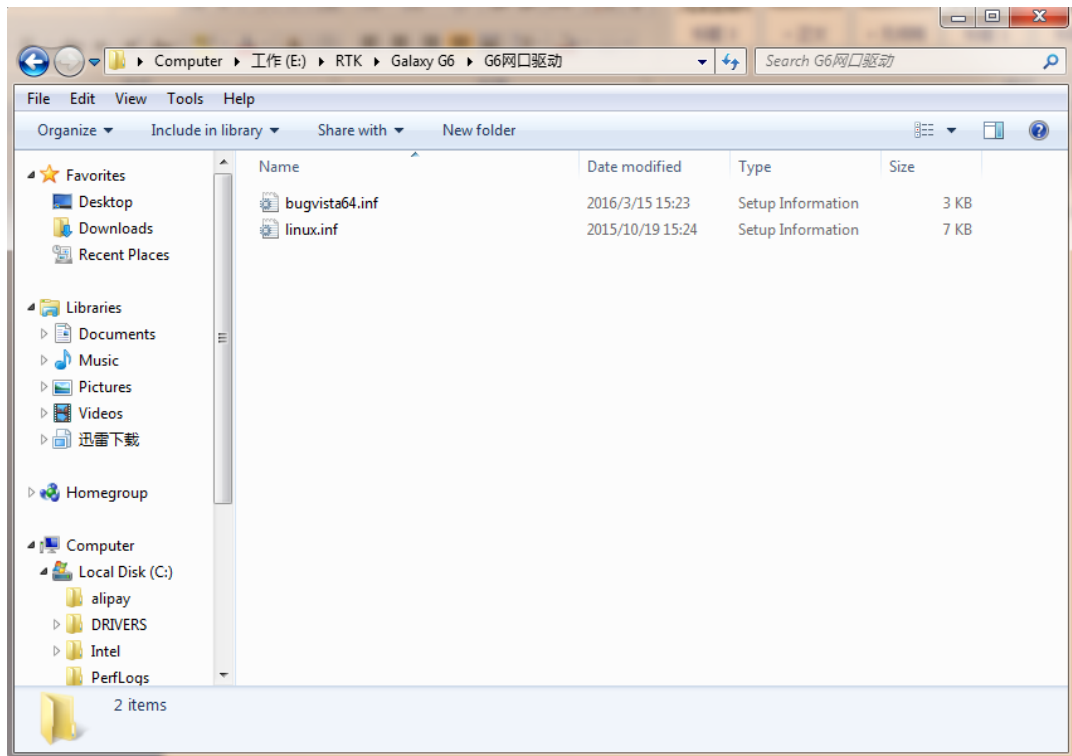 Computer 工作 (E:) RTK Galaxy G6 G6网口驱动 Search G6网口驱动
File Edit View Tools Help
Organize Include in library Share with New folder
Favorites
Desktop
Downloads
Recent Places
Libraries
Documents
Music
Pictures
Videos
迅雷下载
Homegroup
Computer
Local Disk (C:)
alipay
DRIVERS
Intel
PerfLogs
Name Date modified Type Size
bugvista64.inf 2016/3/15 15:23 Setup Information 3 KB
linux.inf 2015/10/19 15:24 Setup Information 7 KB
2 items